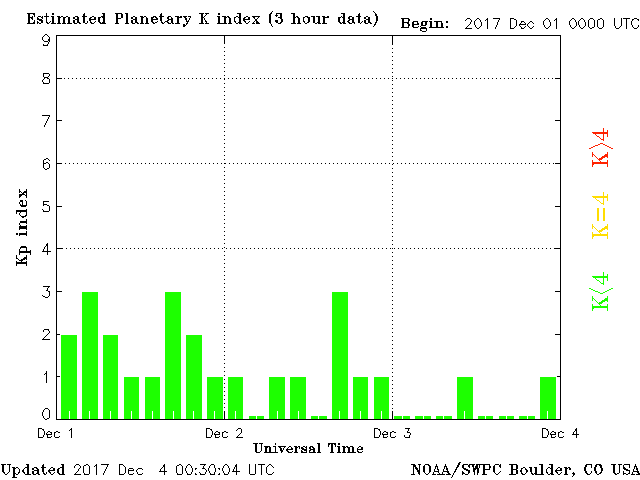 Estimated Planetary K index (3 hour data)
Begin: 2017 Dec 01 0000 UTC
9
8
7
6
5
4
3
2
1
0
Kp index
K>4
K=4
K<4
Dec 1
Dec 2
Dec 3
Dec 4
Universal Time
Updated 2017 Dec 4 00:30:04 UTC
NOAA/SWPC Boulder, CO USA